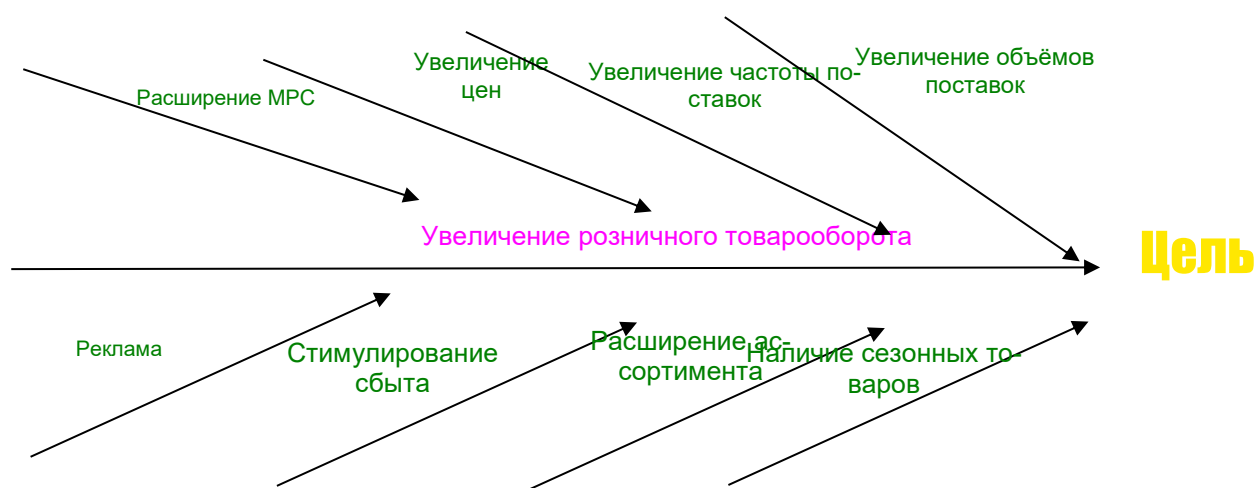 Расширение МРС
Увеличение
цен
Увеличение частоты по-
ставок
Увеличение объёмов
поставок
Увеличение розничного товарооборота
Цель
Реклама
Стимулирование
сбыта
Расширение ас-
сортимента
Наличие сезонных то-
варов